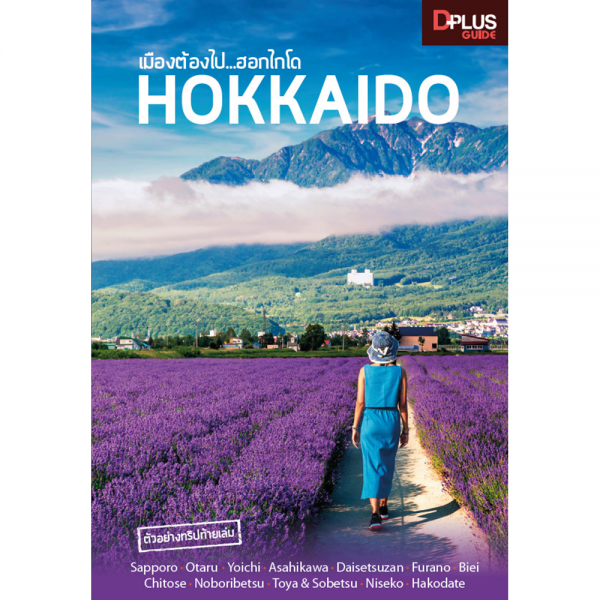 DPLUS
GUIDE
เมืองต้องไป...ฮอกไกโด
HOKKAIDO
ตัวอย่างทริปท้ายเล่ม
Sapporo · Otaru · Yoichi · Asahikawa · Daisetsuzan · Furano · Biei
Chitose · Noboribetsu · Toya & Sobetsu · Niseko · Hakodate